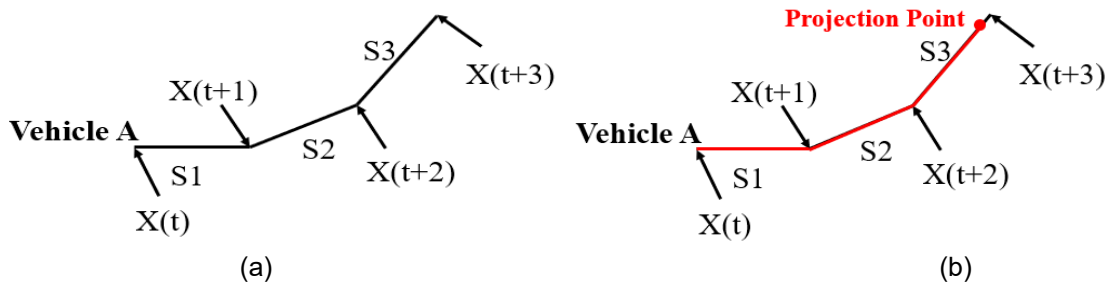 S3
X(t+3)
X(t+1)
Vehicle A
S2
S1
X(t+2)
X(t)
(a)
Projection Point
S3
X(t+3)
X(t+1)
Vehicle A
S2
S1
X(t+2)
X(t)
(b)